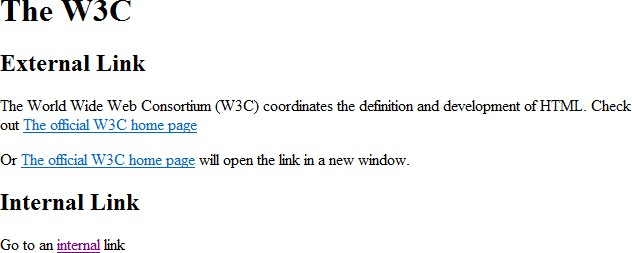 The W3C
External Link
The World Wide Web Consortium (W3C) coordinates the definition and development of HTML. Check
out The official W3C home page
Or The official W3C home page will open the link in a new window.
Internal Link
Go to an internal link